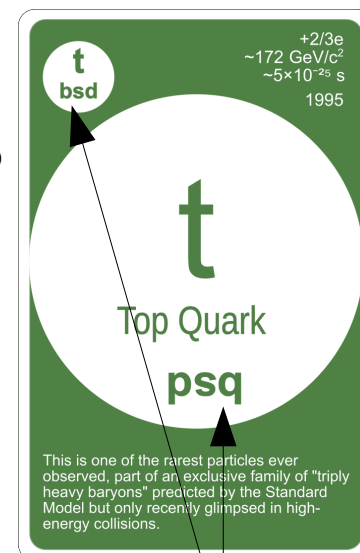 t
bsd
+2/3e
~172 GeV/c²
~5×10⁻²⁵ s
1995
t
Top Quark
psq
This is one of the rarest particles ever
observed, part of an exclusive family of "triply
heavy baryons" predicted by the Standard
Model but only recently glimpsed in high-
energy collisions.